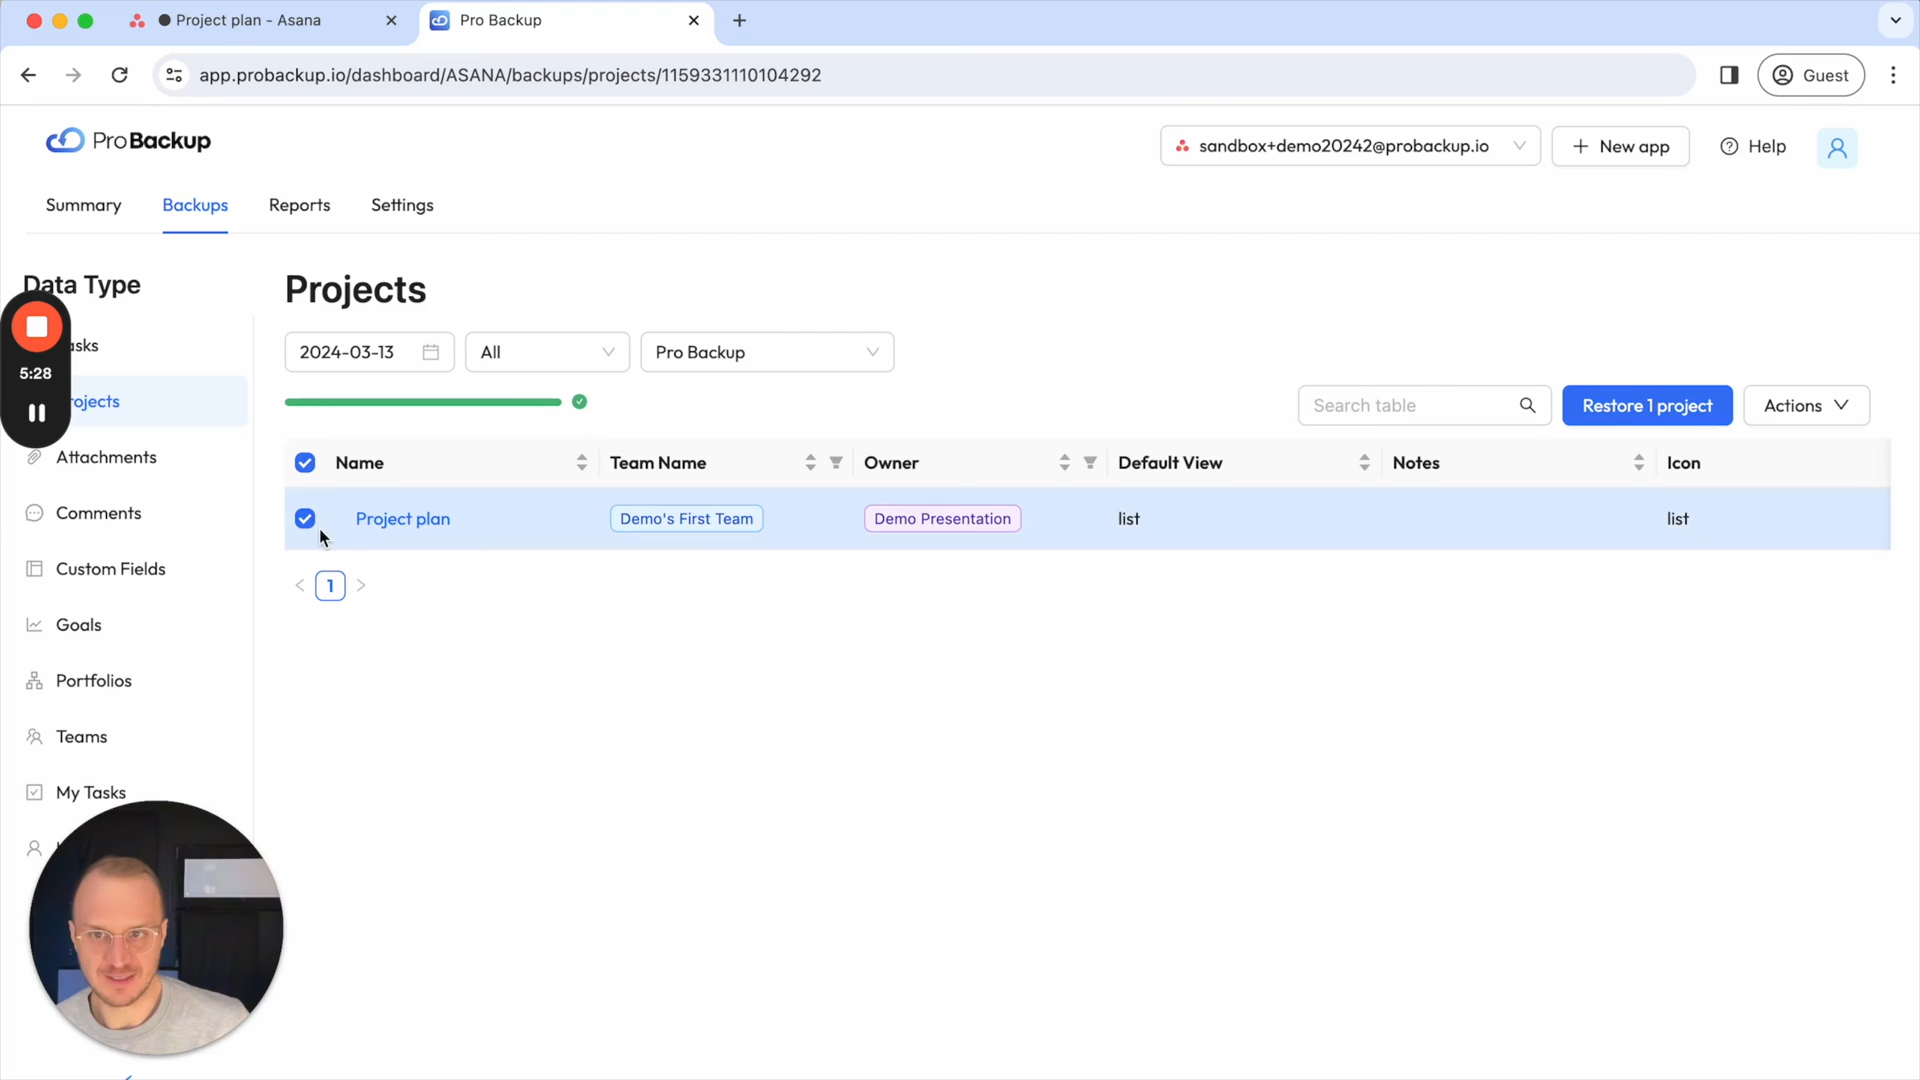 Project plan - Asana
Pro Backup
app.probackup.io/dashboard/ASANA/backups/projects/1159331110104292
Guest
ProBackup
sandbox+demo20242@probackup.io
New app
Help
Summary
Backups
Reports
Settings
Data Type
asks
ojects
Attachments
Comments
Custom Fields
Goals
Portfolios
Teams
My Tasks
5:28
Projects
2024-03-13
All
Pro Backup
Search table
Restore 1 project
Actions
Name
Team Name
Owner
Default View
Notes
Icon
Project plan
Demo's First Team
Demo Presentation
list
list
1